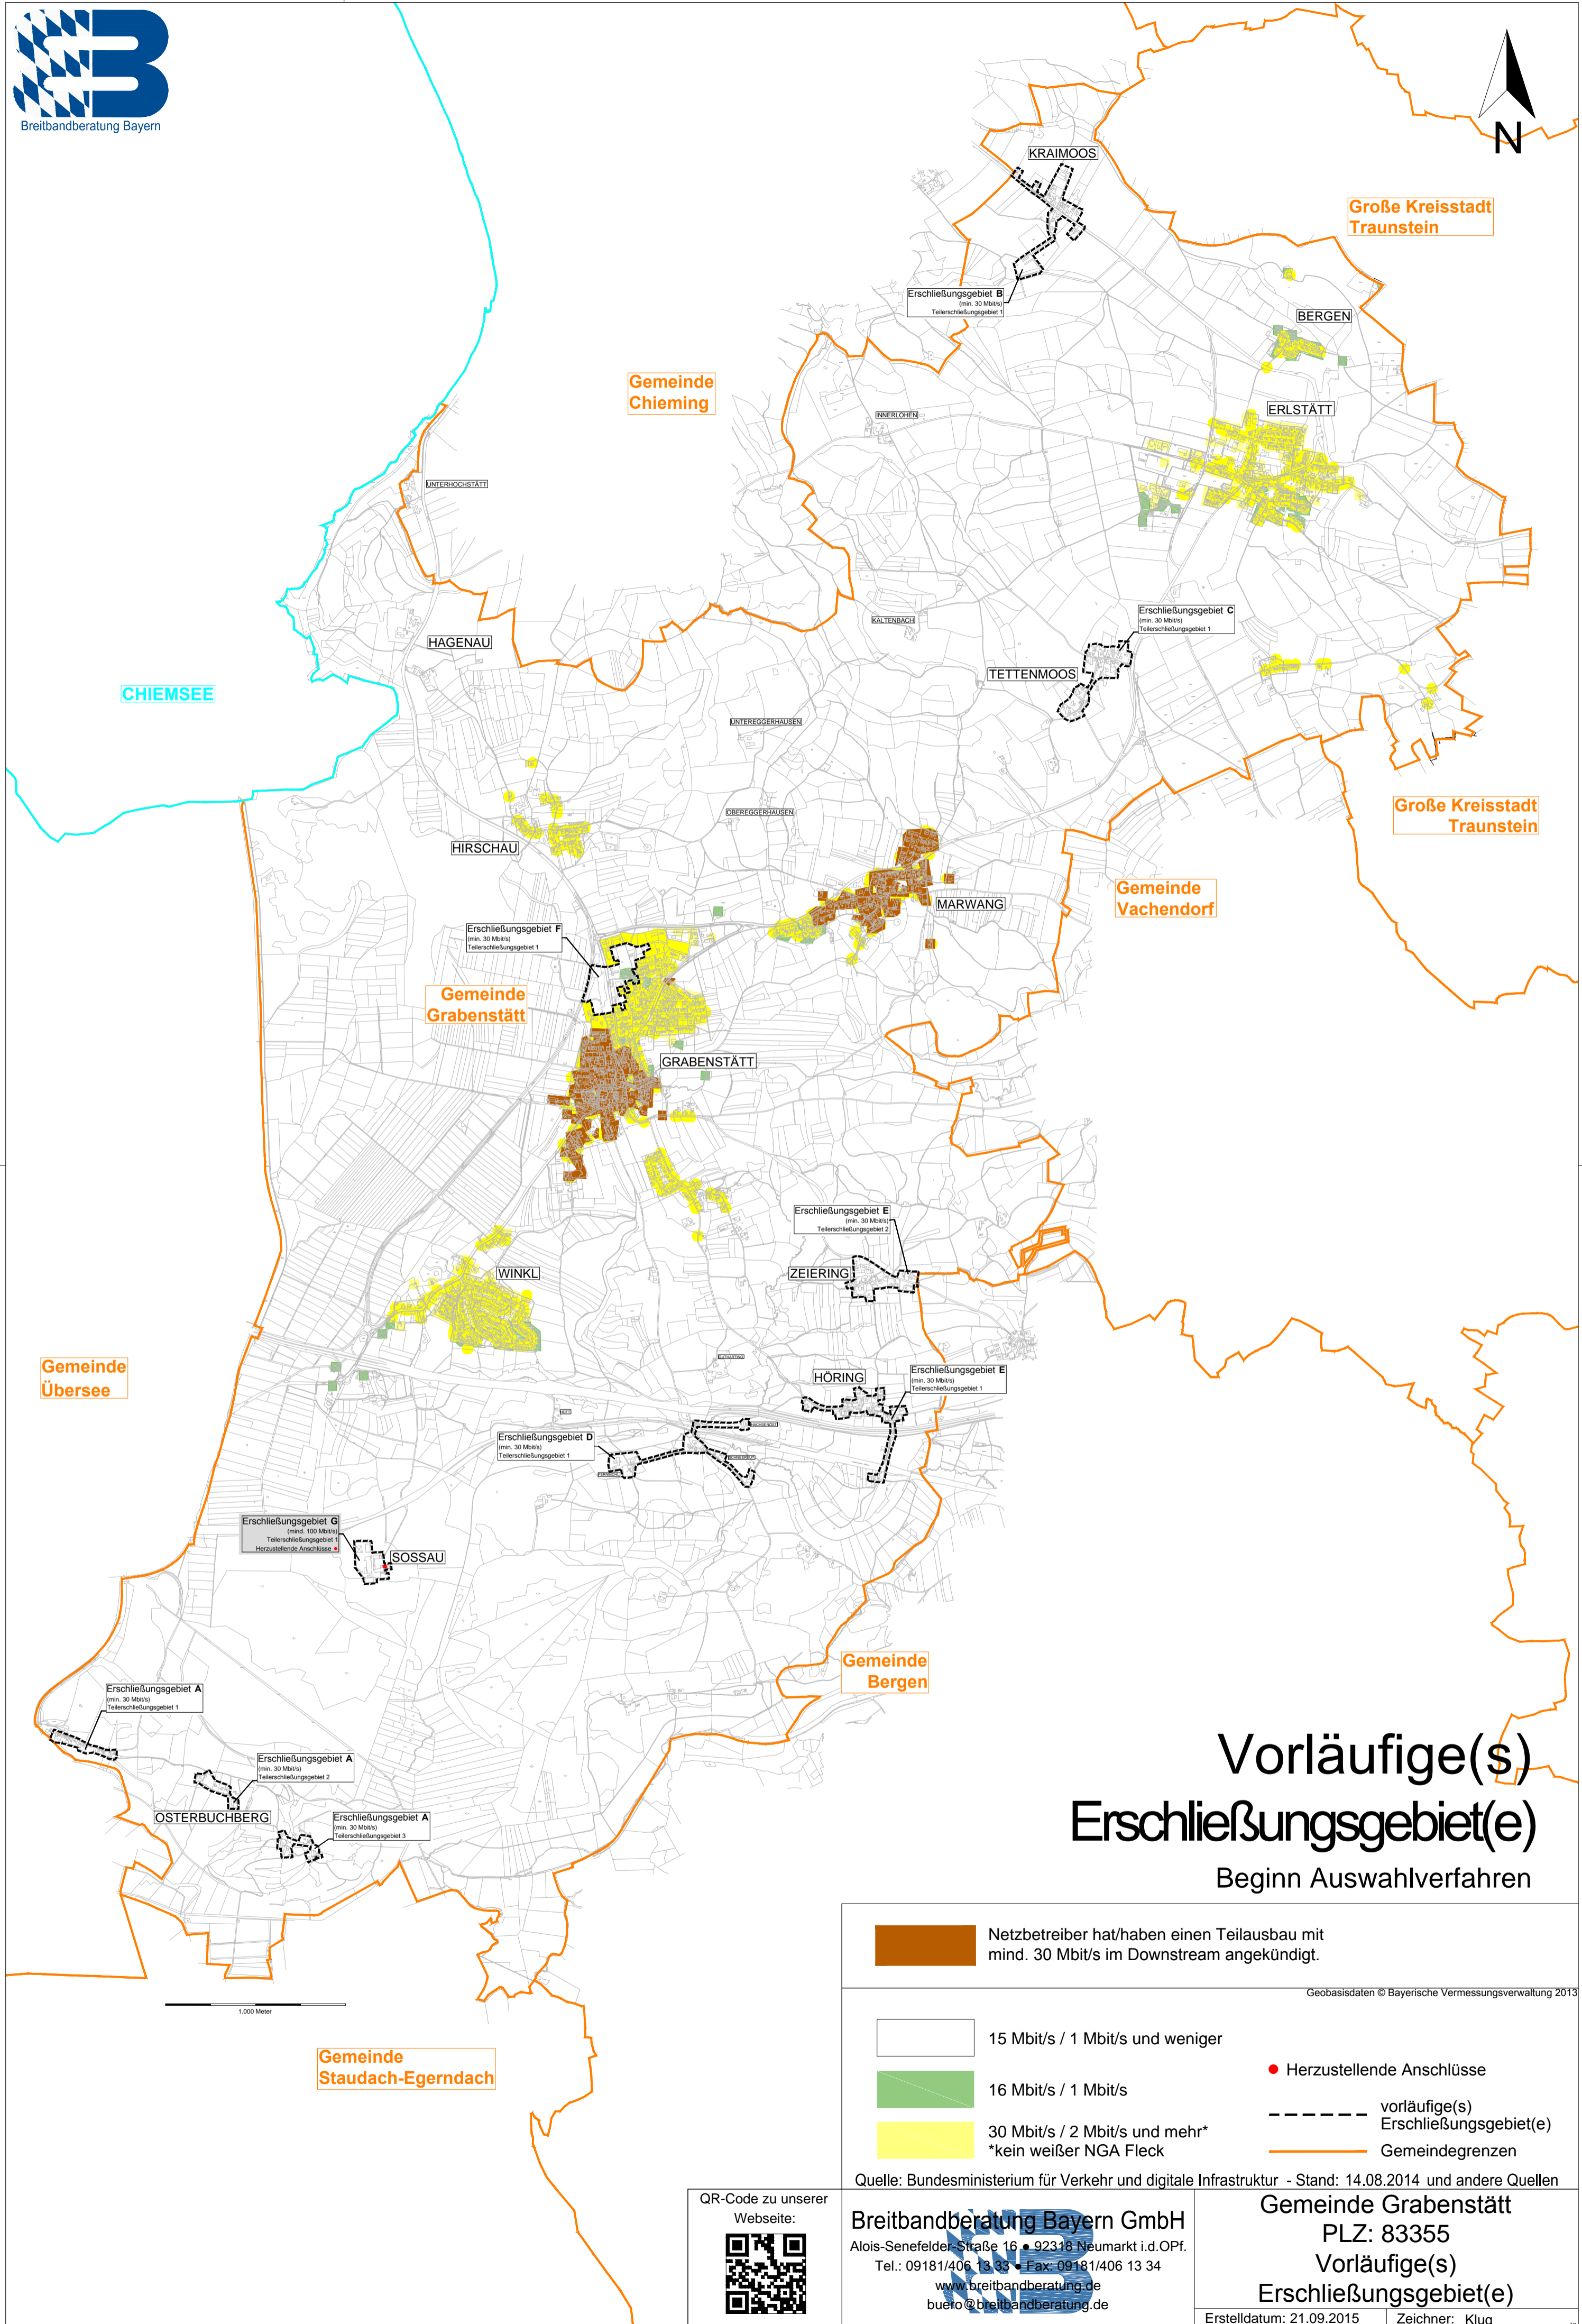 Breitbandberatung Bayern
N
KRAIMOOS
Große Kreisstadt
Traunstein
Erschließungsgebiet B
(min. 30 Mbit/s)
Teilerschließungsgebiet 1
BERGEN
Gemeinde
Chieming
ERLSTÄTT
INNERLOHEN
UNTERHOCHSTÄTT
Erschließungsgebiet C
(min. 30 Mbit/s)
Teilerschließungsgebiet 1
KALTENBACH
HAGENAU
TETTENMOOS
CHIEMSEE
UNTEREGGERHAUSEN
Große Kreisstadt
Traunstein
OBEREGGERHAUSEN
HIRSCHAU
Gemeinde
Vachendorf
MARWANG
Erschließungsgebiet F
(min. 30 Mbit/s)
Teilerschließungsgebiet 1
Gemeinde
Grabenstätt
GRABENSTÄTT
Erschließungsgebiet E
(min. 30 Mbit/s)
Teilerschließungsgebiet 2
ZEIERING
WINKL
Gemeinde
Übersee
HÖRING
Erschließungsgebiet E
(min. 30 Mbit/s)
Teilerschließungsgebiet 1
Erschließungsgebiet D
(min. 30 Mbit/s)
Teilerschließungsgebiet 1
Erschließungsgebiet G
(mind. 100 Mbit/s)
Teilerschließungsgebiet 1
Herzustellende Anschlüsse
SOSSAU
Gemeinde
Bergen
Erschließungsgebiet A
(min. 30 Mbit/s)
Teilerschließungsgebiet 1
Erschließungsgebiet A
(min. 30 Mbit/s)
Teilerschließungsgebiet 2
OSTERBUCHBERG
Erschließungsgebiet A
(min. 30 Mbit/s)
Teilerschließungsgebiet 3
Vorläufige(s)
Erschließungsgebiet(e)
Beginn Auswahlverfahren
Netzbetreiber hat/haben einen Teilausbau mit
mind. 30 Mbit/s im Downstream angekündigt.
Geobasisdaten © Bayerische Vermessungsverwaltung 2013
1.000 Meter
15 Mbit/s / 1 Mbit/s und weniger
16 Mbit/s / 1 Mbit/s
30 Mbit/s / 2 Mbit/s und mehr*
*kein weißer NGA Fleck
Herzustellende Anschlüsse
vorläufige(s)
Erschließungsgebiet(e)
Gemeindegrenzen
Gemeinde
Staudach-Egerndach
Quelle: Bundesministerium für Verkehr und digitale Infrastruktur - Stand: 14.08.2014 und andere Quellen
QR-Code zu unserer
Webseite:
Breitbandberatung Bayern GmbH
Alois-Senefelder-Straße 16 ● 92318 Neumarkt i.d.OPf.
Tel.: 09181/406 13 33 ● Fax: 09181/406 13 34
www.breitbandberatung.de
buero@breitbandberatung.de
Gemeinde Grabenstätt
PLZ: 83355
Vorläufige(s)
Erschließungsgebiet(e)
Erstelldatum: 21.09.2015
Zeichner: Klug